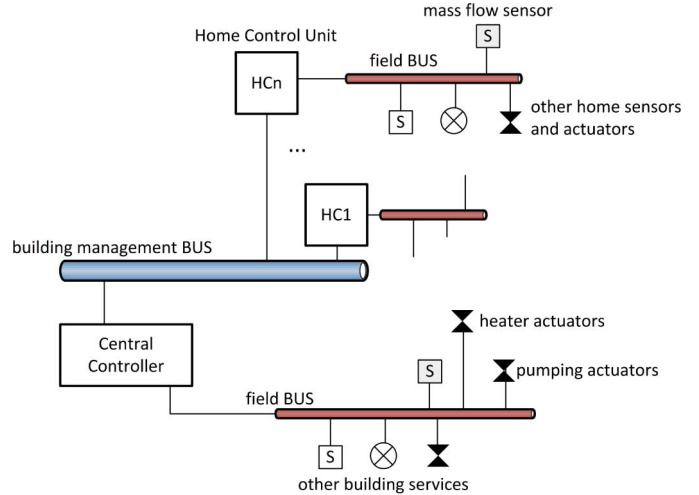 mass flow sensor
Home Control Unit
S
field BUS
HCn
S
other home sensors
and actuators
...
HC1
building management BUS
heater actuators
Central
Controller
S
pumping actuators
field BUS
S
other building services